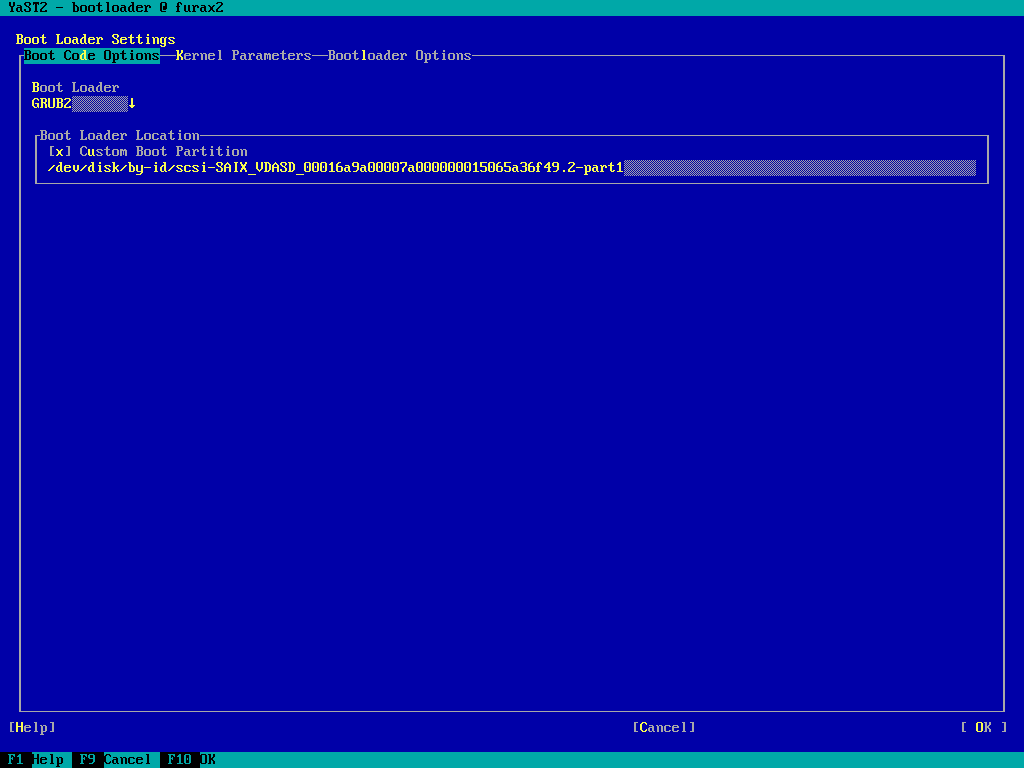 YaST2 - bootloader @ furax2
Boot Loader Settings
Boot Code Options Kernel Parameters Bootloader Options
Boot Loader
GRUB2 ↓
Boot Loader Location
[x] Custom Boot Partition
/dev/disk/by-id/scsi-SAIX_VDASD_00016a9a00007a000000015065a36f49.2-part1
[Help] [Cancel] [ OK ]
F1 Help F9 Cancel F10 OK